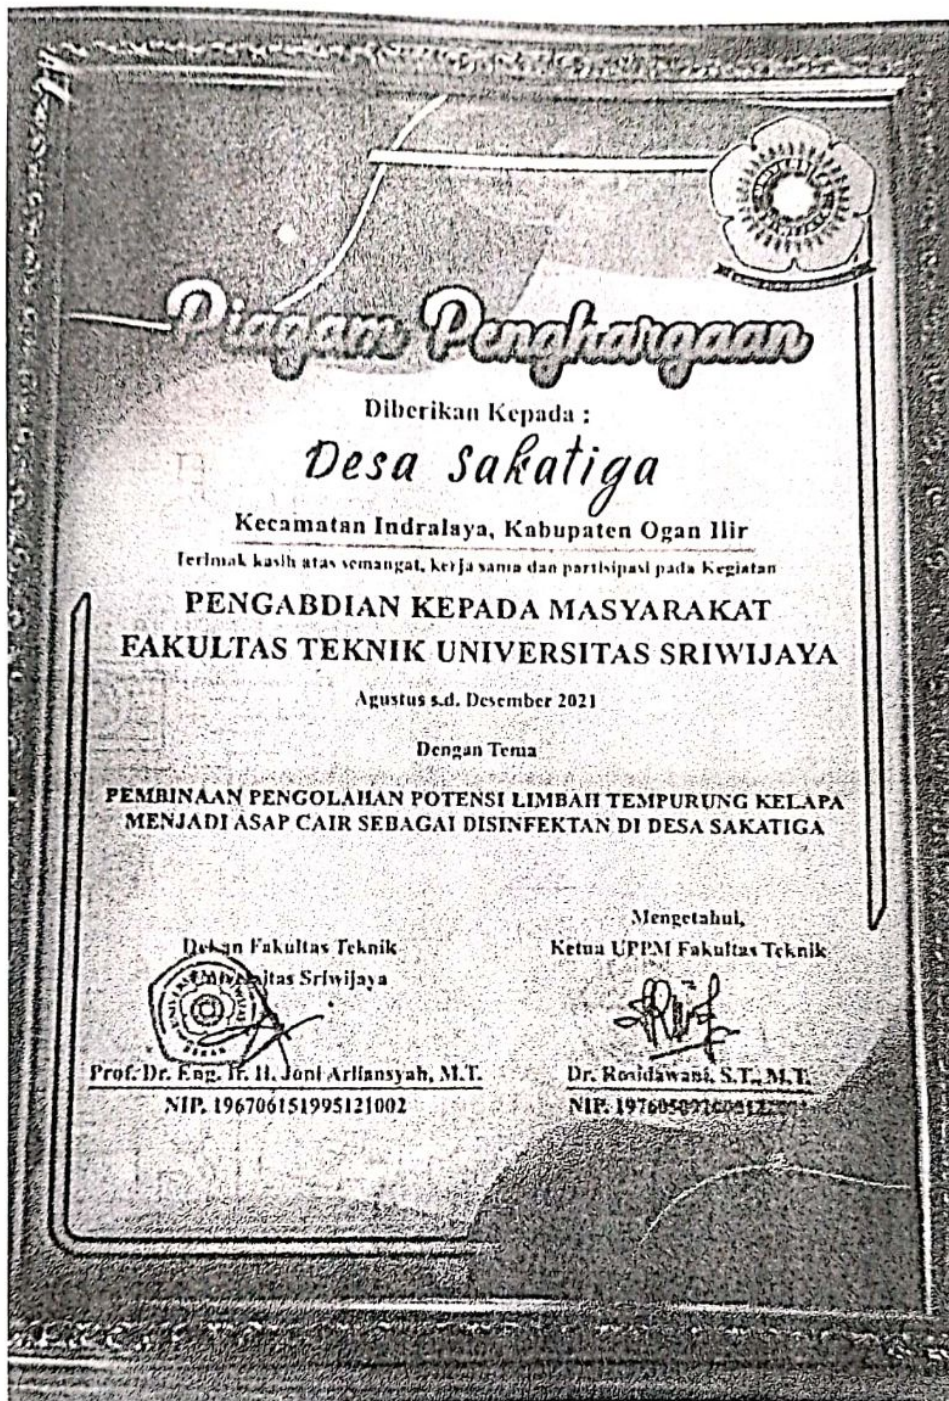 Piagam Penghargaan
Diberikan Kepada :
Desa Sakatiga
Kecamatan Indralaya, Kabupaten Ogan Ilir
Terimak kasih atas semangat, kerja sama dan partisipasi pada Kegiatan
PENGABDIAN KEPADA MASYARAKAT
FAKULTAS TEKNIK UNIVERSITAS SRIWIJAYA
Agustus s.d. Desember 2021
Dengan Tema
PEMBINAAN PENGOLAHAN POTENSI LIMBAH TEMPURUNG KELAPA
MENJADI ASAP CAIR SEBAGAI DISINFEKTAN DI DESA SAKATIGA
Dekan Fakultas Teknik
Universitas Sriwijaya
Prof. Dr. Eng. Ir. H. Joni Arliansyah, M.T.
NIP. 196706151995121002
Mengetahui,
Ketua UPPM Fakultas Teknik
Dr. Rosidawani, S.T., M.T.
NIP.